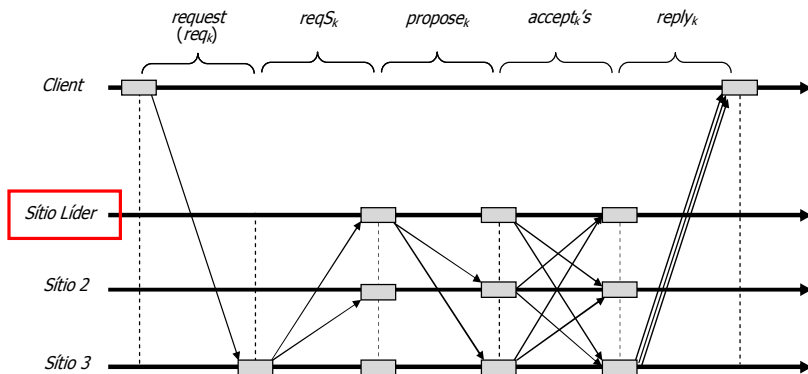 request
(reqk)
reqSk
proposek
acceptk's
replyk
Client
Sítio Líder
Sítio 2
Sítio 3